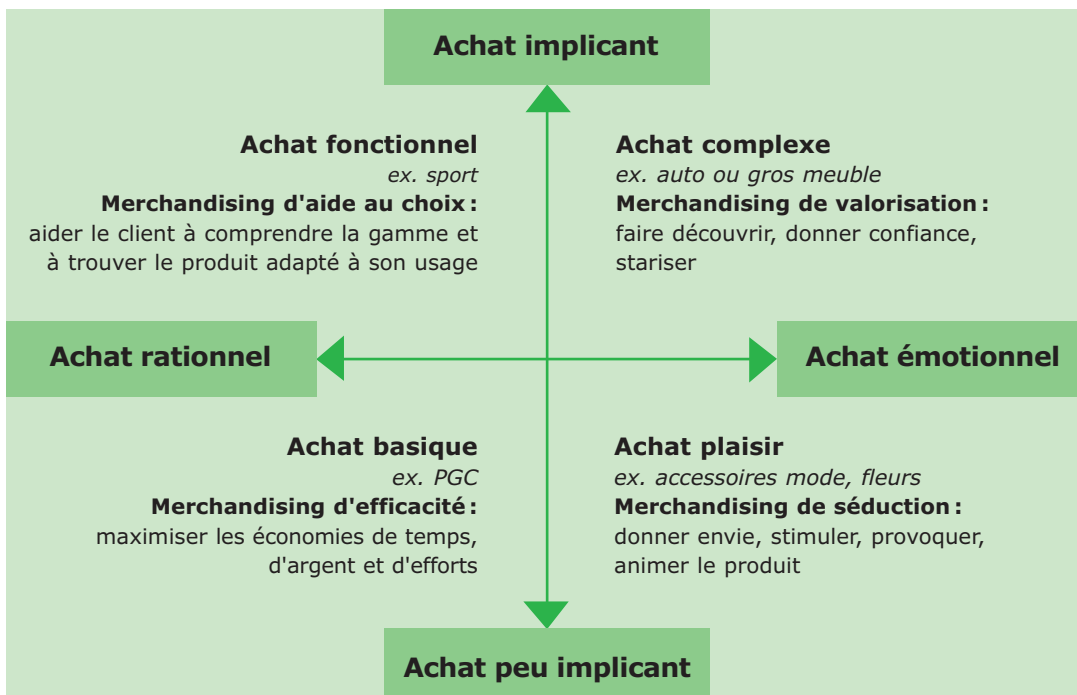 Achat implicant
Achat fonctionnel
ex. sport
Merchandising d'aide au choix :
aider le client à comprendre la gamme et
à trouver le produit adapté à son usage
Achat complexe
ex. auto ou gros meuble
Merchandising de valorisation :
faire découvrir, donner confiance,
stariser
Achat rationnel
Achat émotionnel
Achat basique
ex. PGC
Merchandising d'efficacité :
maximiser les économies de temps,
d'argent et d'efforts
Achat plaisir
ex. accessoires mode, fleurs
Merchandising de séduction :
donner envie, stimuler, provoquer,
animer le produit
Achat peu implicant